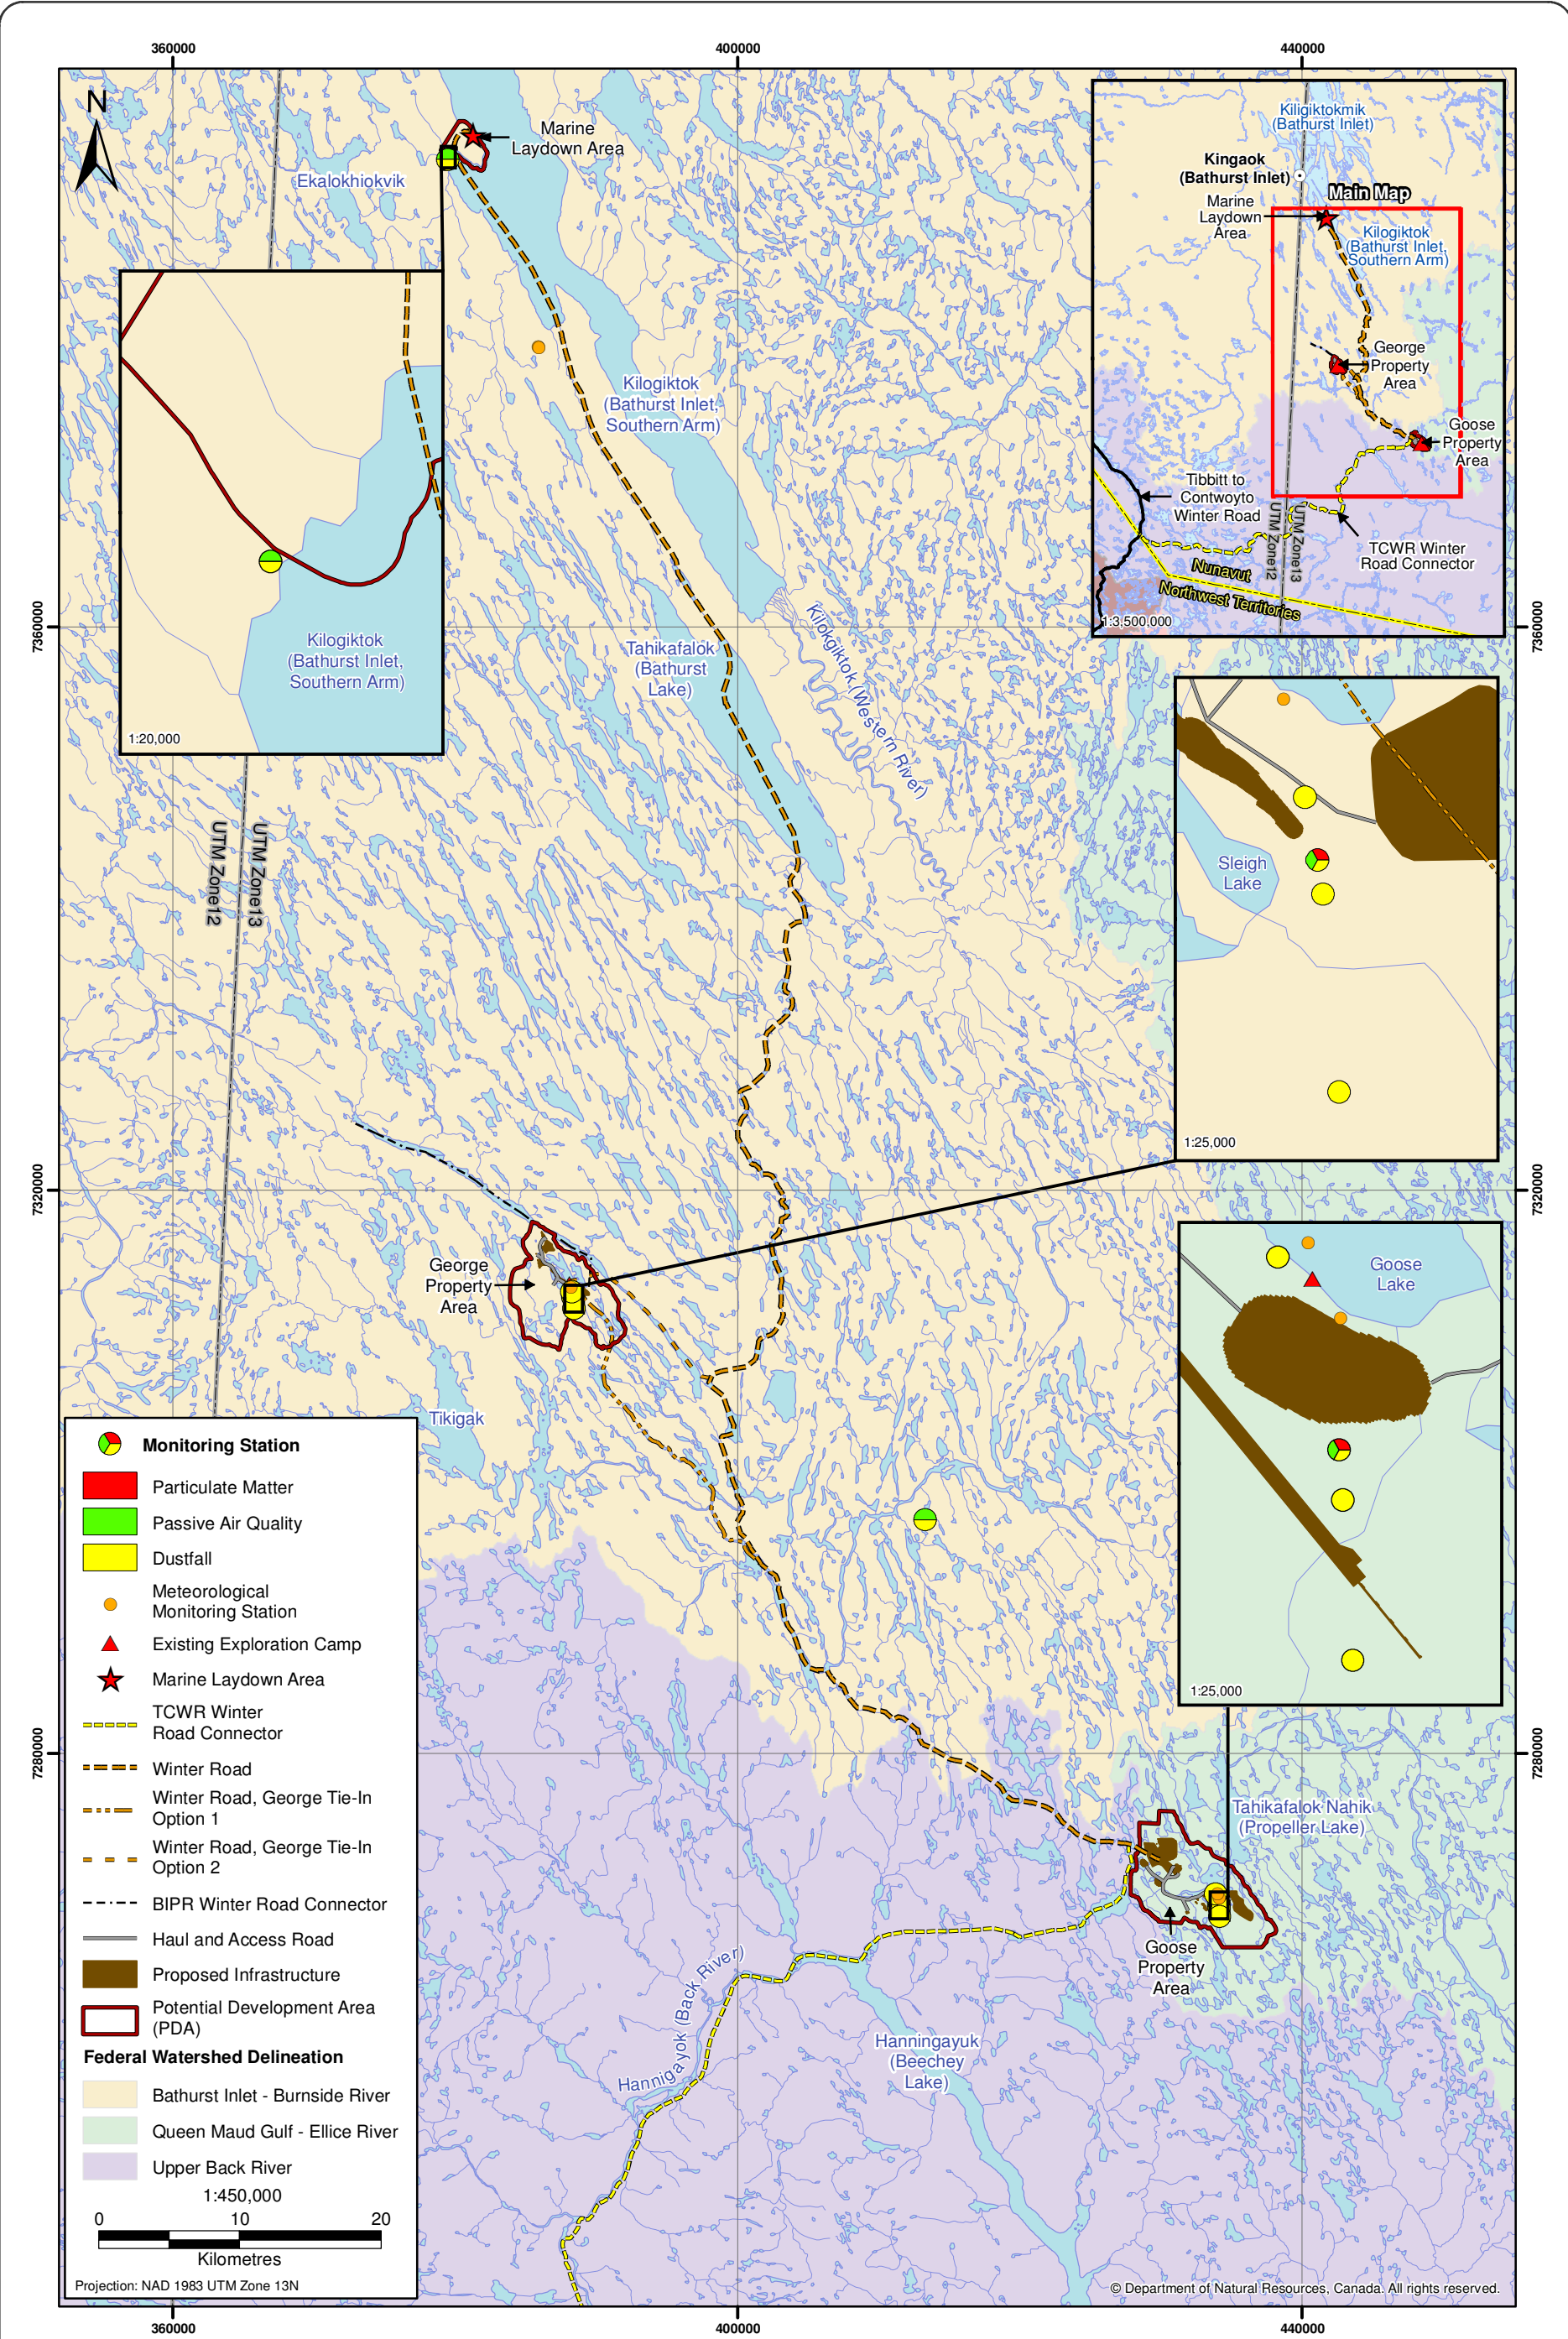 360000
400000
440000
N
Marine
Laydown Area
Ekalokhiokvik
Kilogiktok
(Bathurst Inlet,
Southern Arm)
Kiligiktokmik
(Bathurst Inlet)
Kingaok
(Bathurst Inlet)
Main Map
Marine
Laydown
Area
Kilogiktok
(Bathurst Inlet,
Southern Arm)
George
Property
Area
Goose
Property
Area
Tibbitt to
Contwoyto
Winter Road
UTM Zone12
UTM Zone13
TCWR Winter
Road Connector
Nunavut
Northwest Territories
1:3,500,000
Kilogiktok
(Bathurst Inlet,
Southern Arm)
1:20,000
7360000
7360000
Tahikafalok
(Bathurst
Lake)
Kilokgiktok (Western River)
UTM Zone12
UTM Zone13
Sleigh
Lake
1:25,000
7320000
7320000
George
Property
Area
Goose
Lake
1:25,000
Tikigak
7280000
7280000
Tahikafalok Nahik
(Propeller Lake)
Goose
Property
Area
Hannigayok (Back River)
Hanningayuk
(Beechey
Lake)
Monitoring Station
Particulate Matter
Passive Air Quality
Dustfall
Meteorological
Monitoring Station
Existing Exploration Camp
Marine Laydown Area
TCWR Winter
Road Connector
Winter Road
Winter Road, George Tie-In
Option 1
Winter Road, George Tie-In
Option 2
BIPR Winter Road Connector
Haul and Access Road
Proposed Infrastructure
Potential Development Area
(PDA)
Federal Watershed Delineation
Bathurst Inlet - Burnside River
Queen Maud Gulf - Ellice River
Upper Back River
1:450,000
0 10 20
Kilometres
Projection: NAD 1983 UTM Zone 13N
© Department of Natural Resources, Canada. All rights reserved.
360000
400000
440000